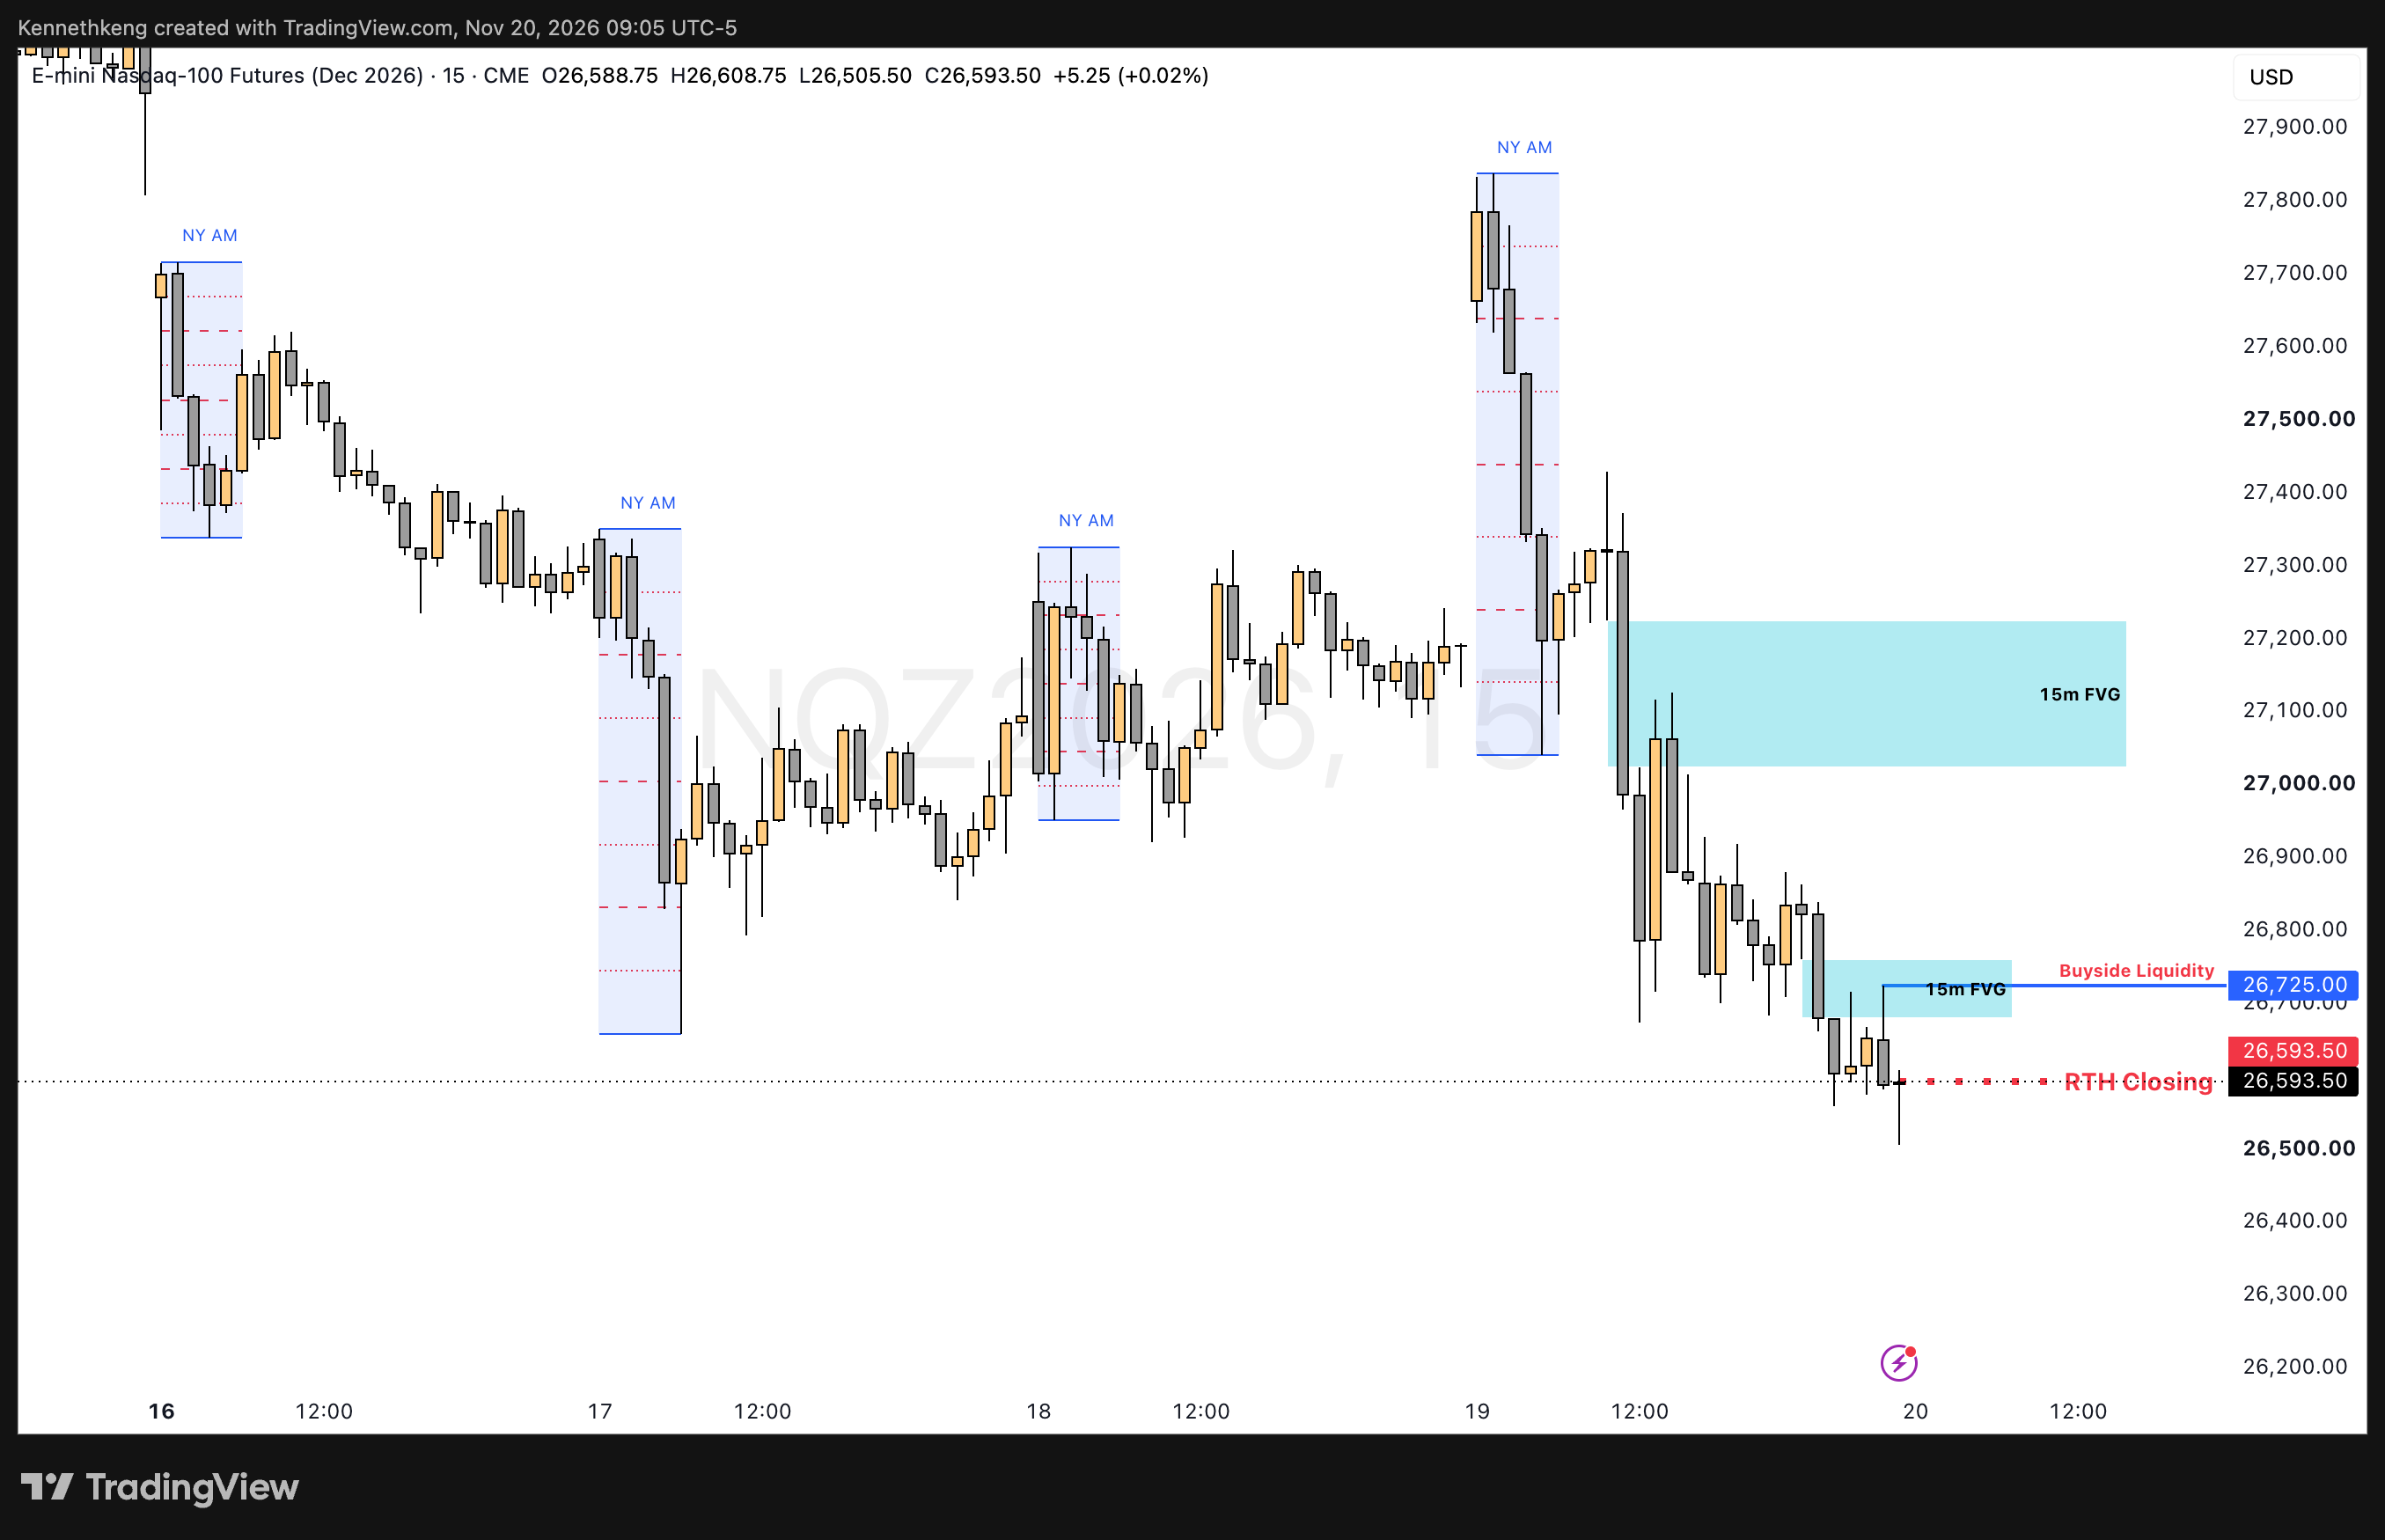 Kennethkeng created with TradingView.com, Nov 20, 2026 09:05 UTC-5
E-mini Nasdaq-100 Futures (Dec 2026) · 15 · CME O26,588.75 H26,608.75 L26,505.50 C26,593.50 +5.25 (+0.02%)
USD
27,900.00
NY AM
27,800.00
NY AM
27,700.00
27,600.00
27,500.00
NY AM
27,400.00
NY AM
27,300.00
27,200.00
NQZ2026, 15
15m FVG
27,100.00
27,000.00
26,900.00
26,800.00
Buyside Liquidity
26,725.00
15m FVG
26,700.00
26,593.50
RTH Closing
26,593.50
26,500.00
26,400.00
26,300.00
26,200.00
16 12:00 17 12:00 18 12:00 19 12:00 20 12:00
TradingView